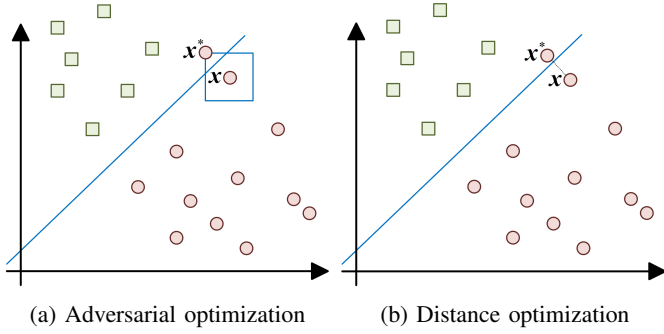 x*
x
x*
x
(a) Adversarial optimization
(b) Distance optimization